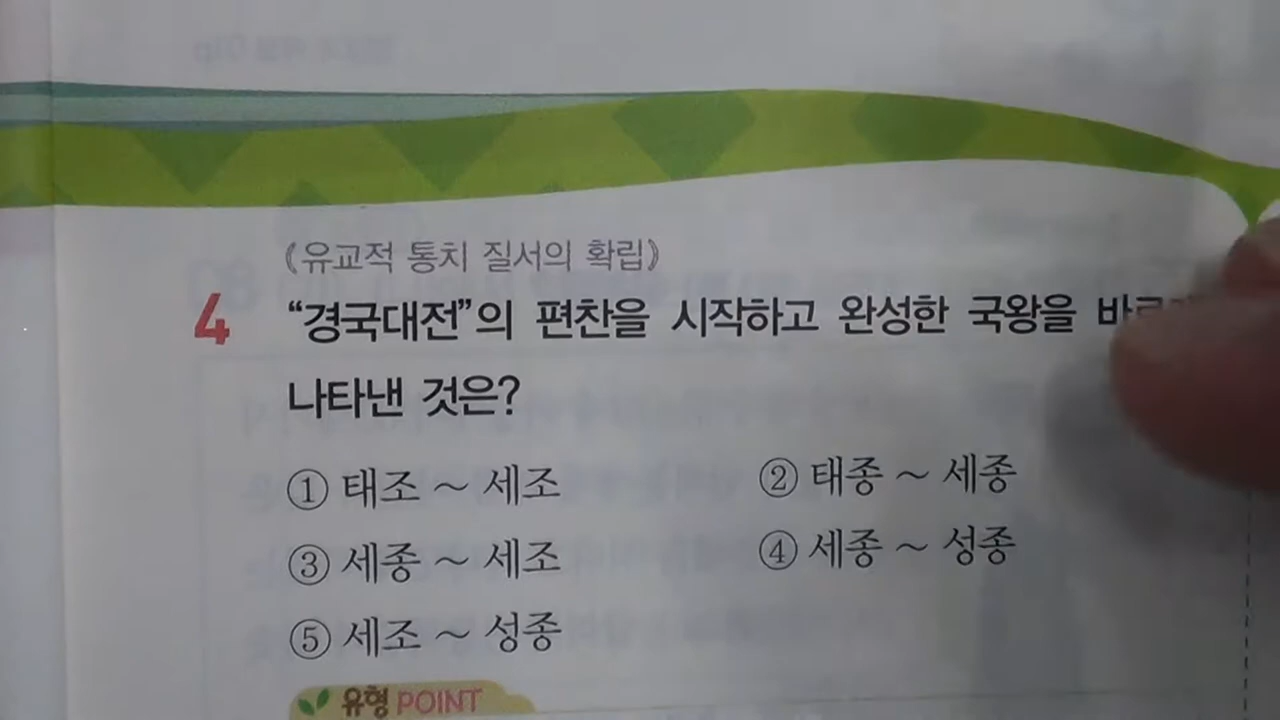 《유교적 통치 질서의 확립》
4 “경국대전”의 편찬을 시작하고 완성한 국왕을
나타낸 것은?
① 태조 ~ 세조 ② 태종 ~ 세종
③ 세종 ~ 세조 ④ 세종 ~ 성종
⑤ 세조 ~ 성종
유형 POINT